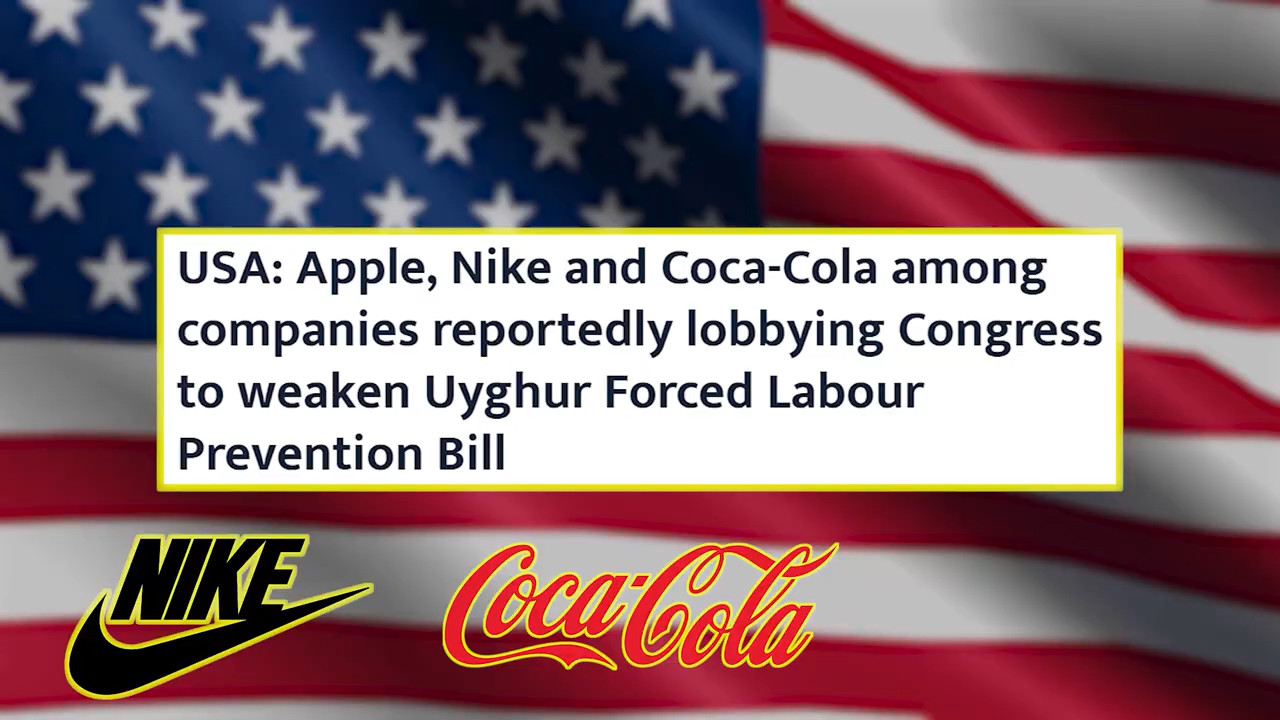 USA: Apple, Nike and Coca-Cola among
companies reportedly lobbying Congress
to weaken Uyghur Forced Labour
Prevention Bill
NIKE
Coca-Cola